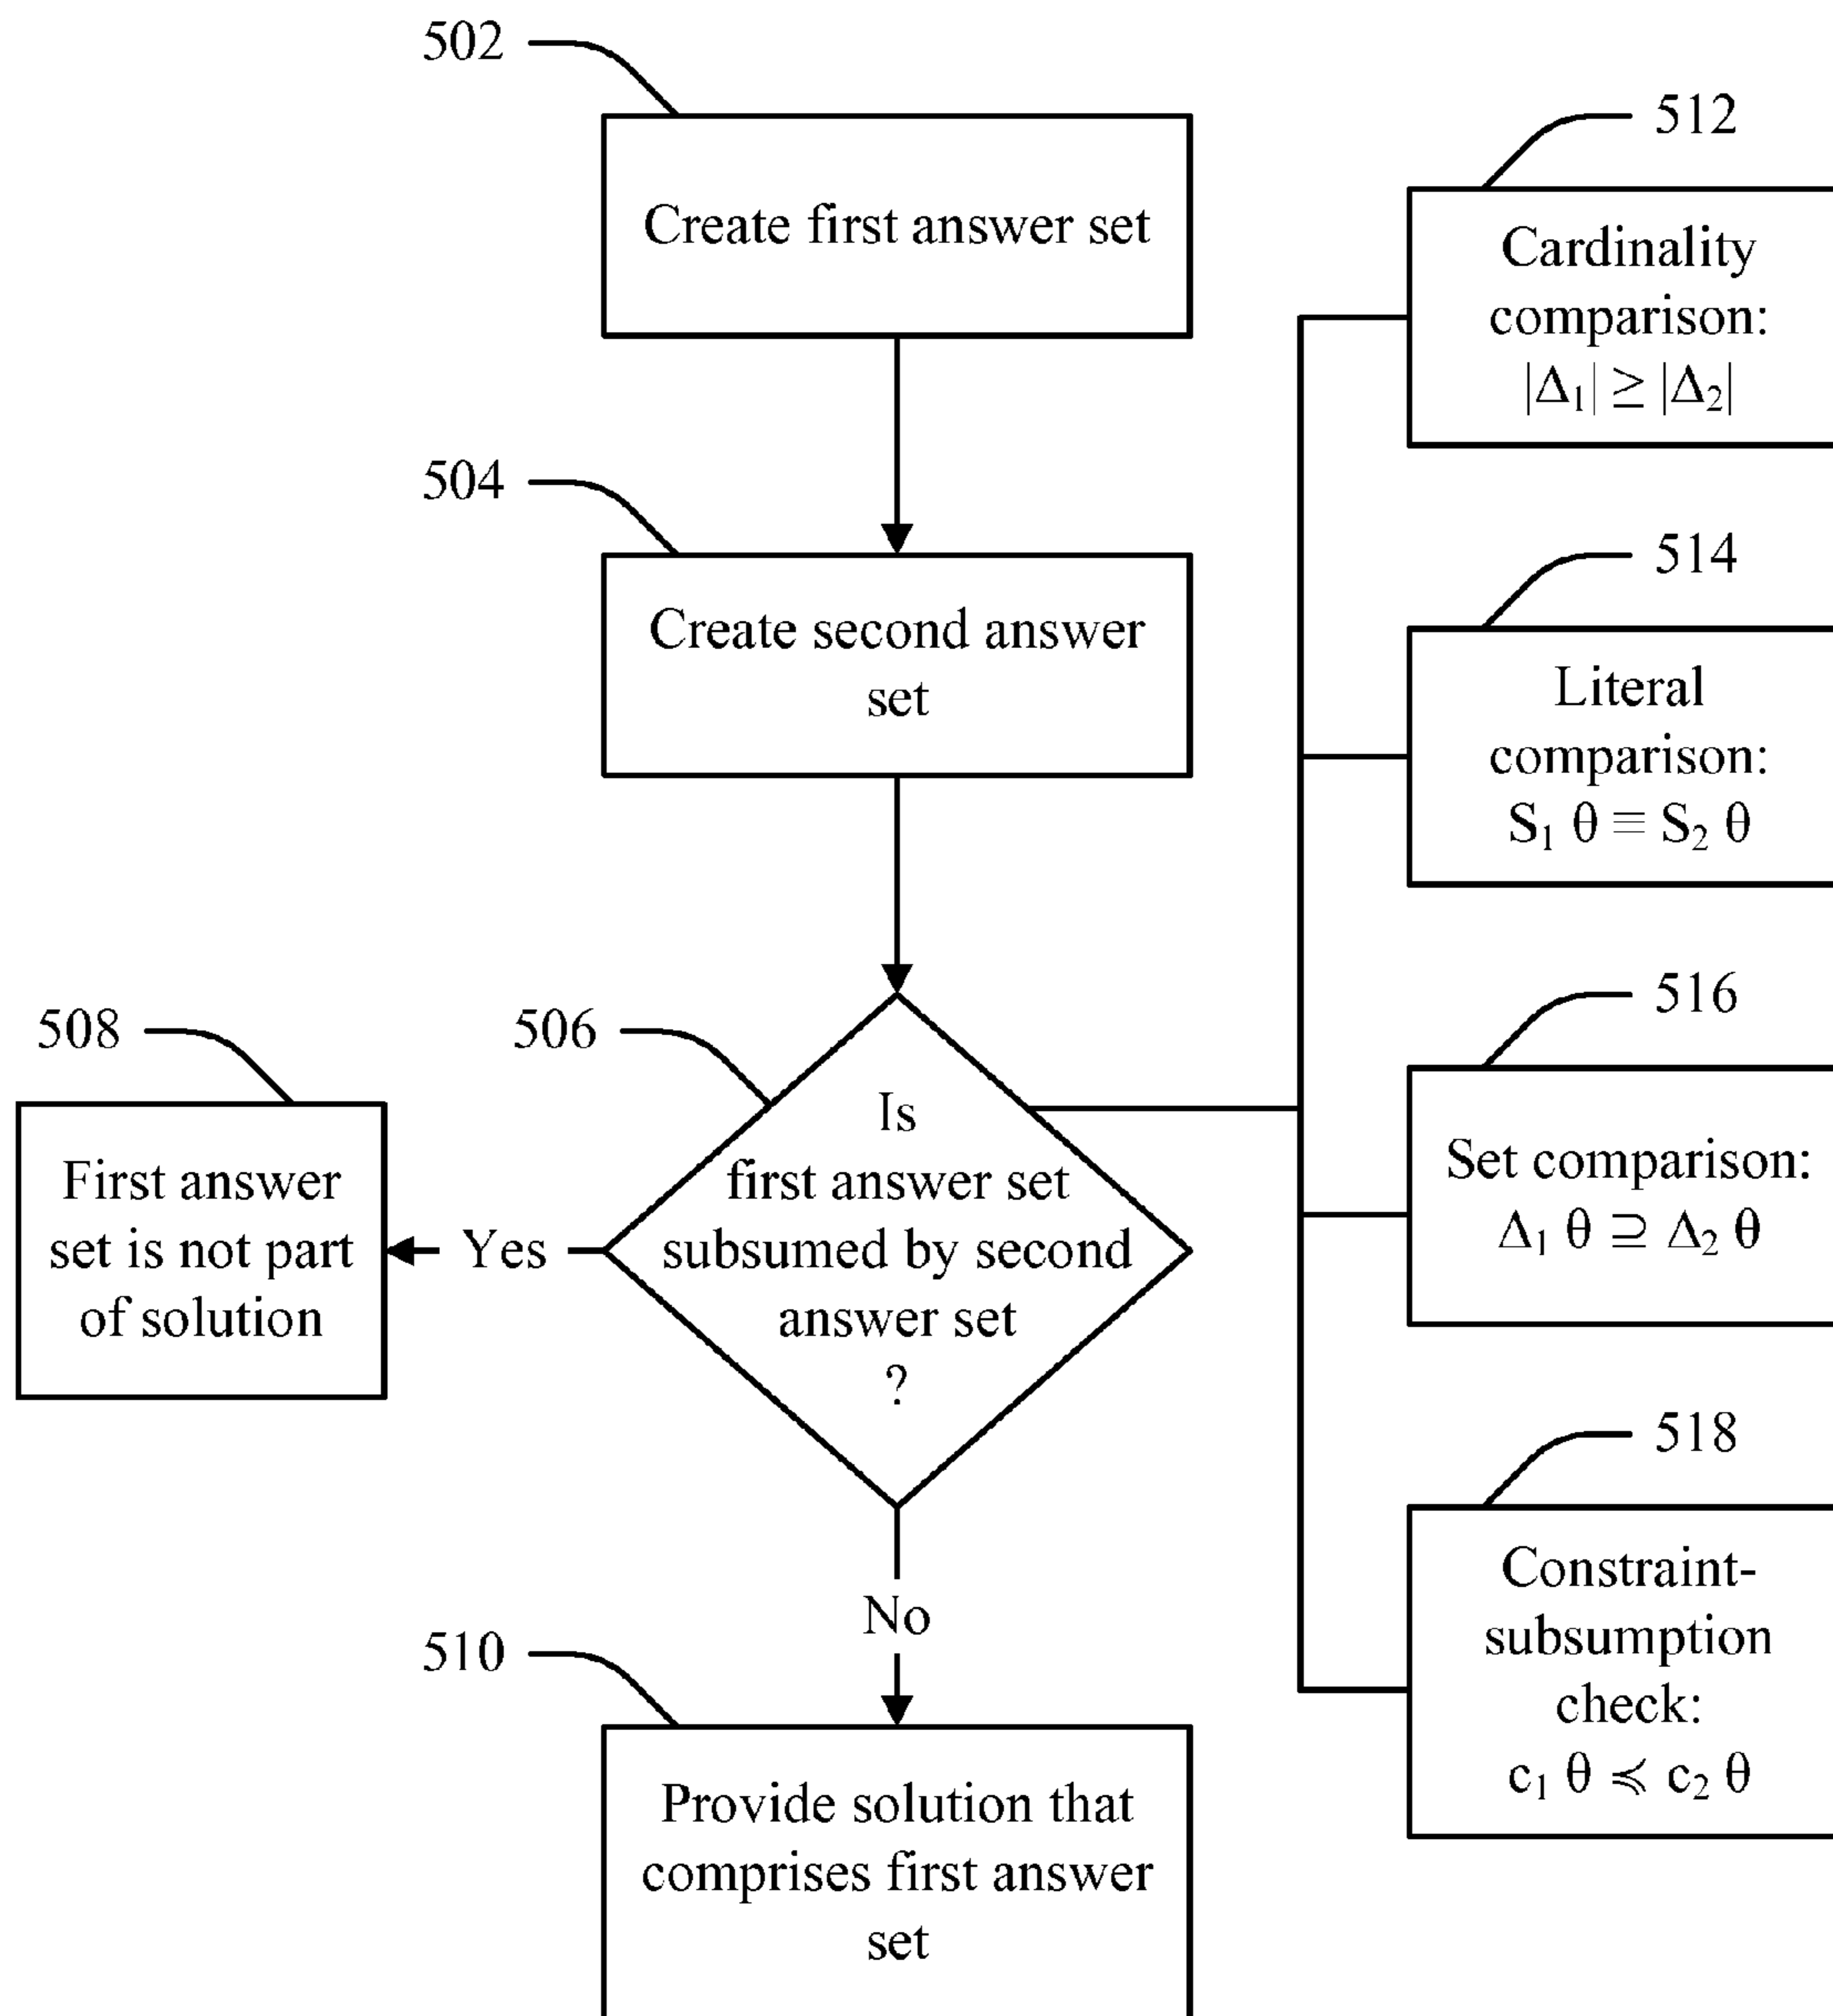 502
Create first answer set
504
Create second answer
set
506
Is
first answer set
subsumed by second
answer set
?
Yes
508
First answer
set is not part
of solution
No
510
Provide solution that
comprises first answer
set
512
Cardinality
comparison:
|Δ₁| ≥ |Δ₂|
514
Literal
comparison:
S₁ θ ≡ S₂ θ
516
Set comparison:
Δ₁ θ ⊇ Δ₂ θ
518
Constraint-
subsumption
check:
c₁ θ ≼ c₂ θ